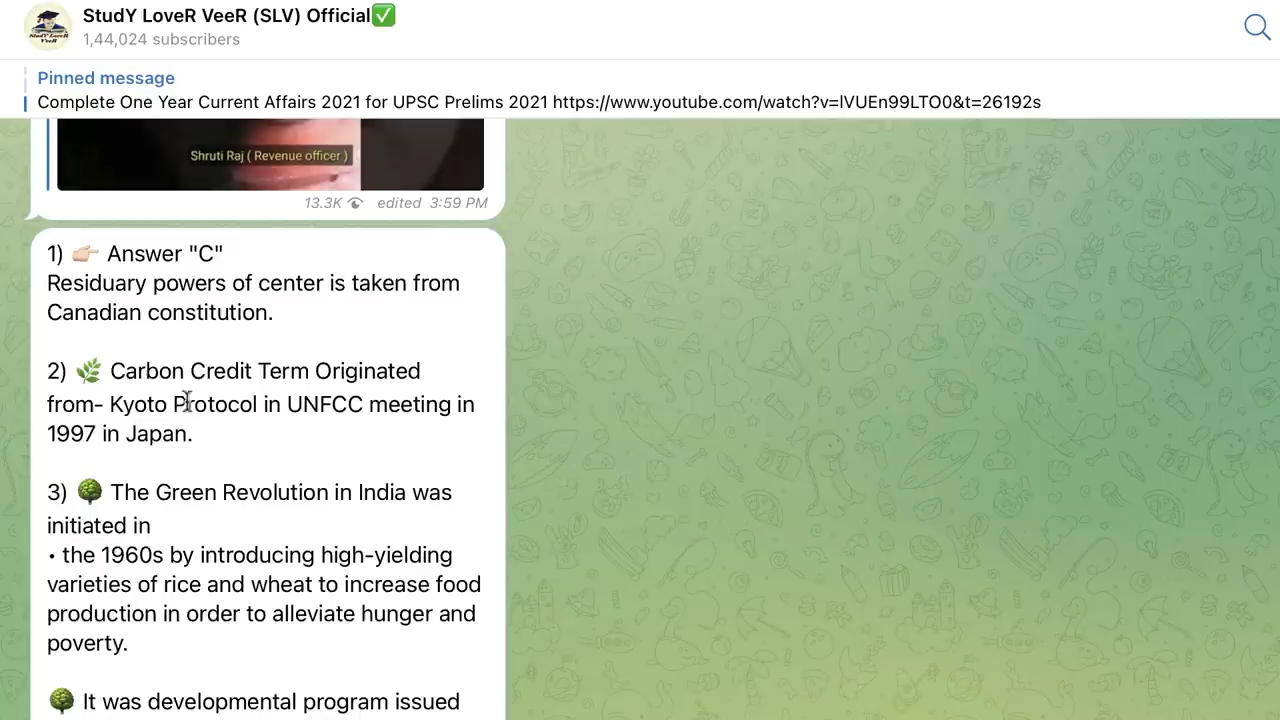 StudY LoveR VeeR (SLV) Official✅
1,44,024 subscribers
Pinned message
Complete One Year Current Affairs 2021 for UPSC Prelims 2021 https://www.youtube.com/watch?v=lVUEn99LTO0&t=26192s
Shruti Raj ( Revenue officer )
13.3K edited 3:59 PM
1) 👉🏻 Answer "C"
Residuary powers of center is taken from
Canadian constitution.
2) 🌿 Carbon Credit Term Originated
from- Kyoto Protocol in UNFCC meeting in
1997 in Japan.
3) 🌳 The Green Revolution in India was
initiated in
• the 1960s by introducing high-yielding
varieties of rice and wheat to increase food
production in order to alleviate hunger and
poverty.
🌳 It was developmental program issued